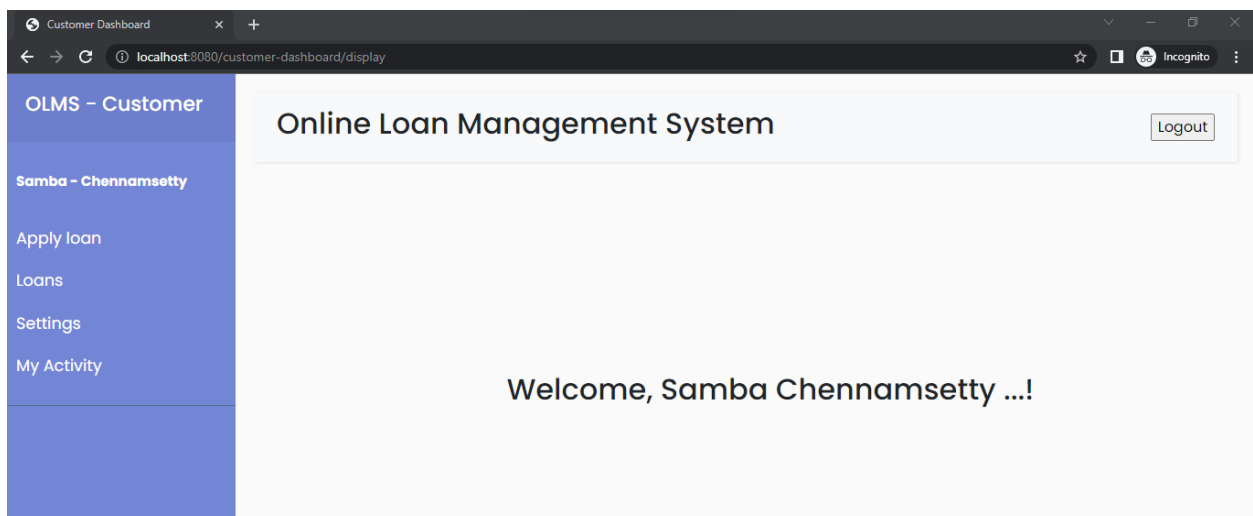 Customer Dashboard
localhost:8080/customer-dashboard/display
Incognito
OLMS - Customer
Online Loan Management System
Logout
Samba - Chennamsetty
Apply loan
Loans
Settings
My Activity
Welcome, Samba Chennamsetty ...!